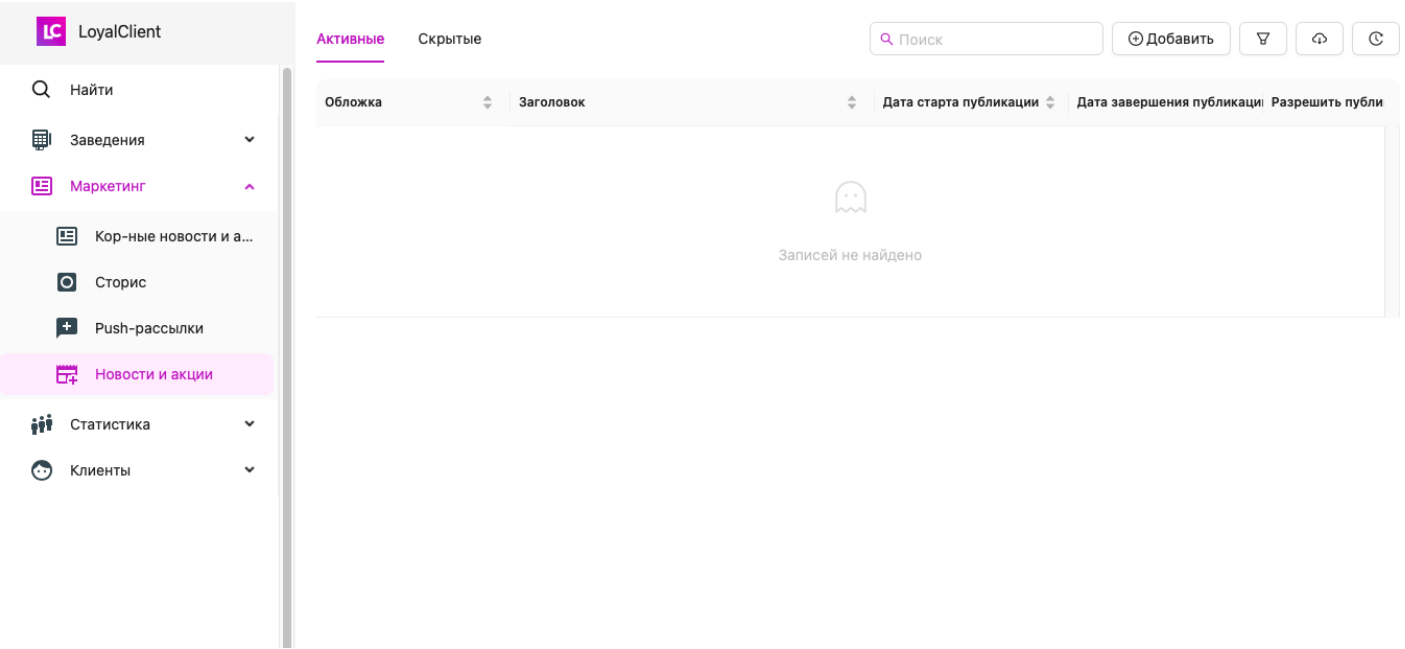 LC LoyalClient
Найти
Заведения
Маркетинг
Кор-ные новости и а...
Сторис
Push-рассылки
Новости и акции
Статистика
Клиенты
Активные Скрытые Поиск Добавить
Обложка Заголовок Дата старта публикации Дата завершения публикаци Разрешить публи
Записей не найдено